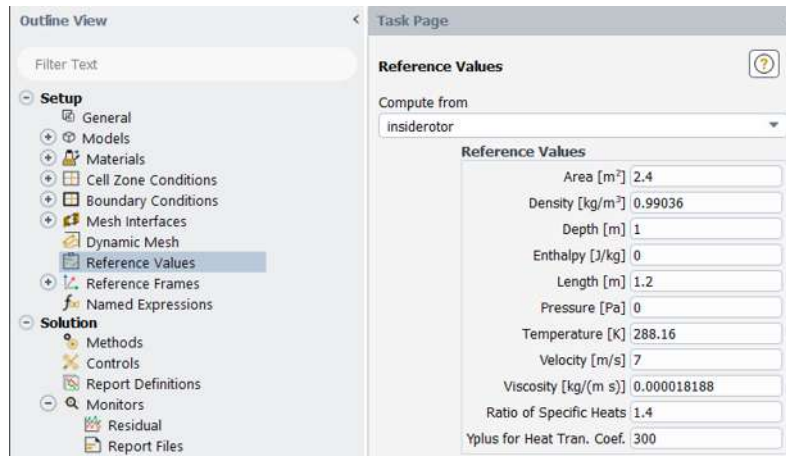 Outline View
Filter Text
Setup
General
Models
Materials
Cell Zone Conditions
Boundary Conditions
Mesh Interfaces
Dynamic Mesh
Reference Values
Reference Frames
Named Expressions
Solution
Methods
Controls
Report Definitions
Monitors
Residual
Report Files
Task Page
Reference Values
Compute from
insiderotor
Reference Values
Area [m²] 2.4
Density [kg/m³] 0.99036
Depth [m] 1
Enthalpy [J/kg] 0
Length [m] 1.2
Pressure [Pa] 0
Temperature [K] 288.16
Velocity [m/s] 7
Viscosity [kg/(m s)] 0.000018188
Ratio of Specific Heats 1.4
Yplus for Heat Tran. Coef. 300